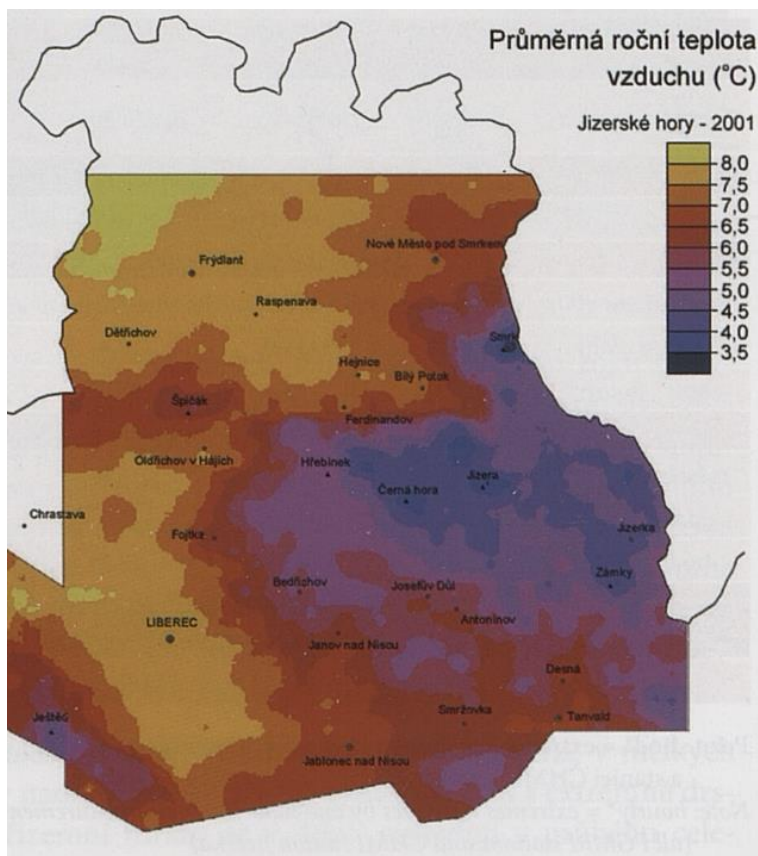 Průměrná roční teplota
vzduchu (°C)
Jizerské hory - 2001
8,0
7,5
7,0
6,5
6,0
5,5
5,0
4,5
4,0
3,5
Nové Město pod Smrkem
Frýdlant
Raspenava
Dětřichov
Smrk
Hejnice
Bílý Potok
Špičák
Ferdinandov
Oldřichov v Hájích
Hřebínek
Jizera
Černá hora
Chrastava
Fojtka
Jizerka
Bedřichov
Josefův Důl
Zámky
Antonínov
LIBEREC
Janov nad Nisou
Desná
Ještěd
Smržovka
Tanvald
Jablonec nad Nisou